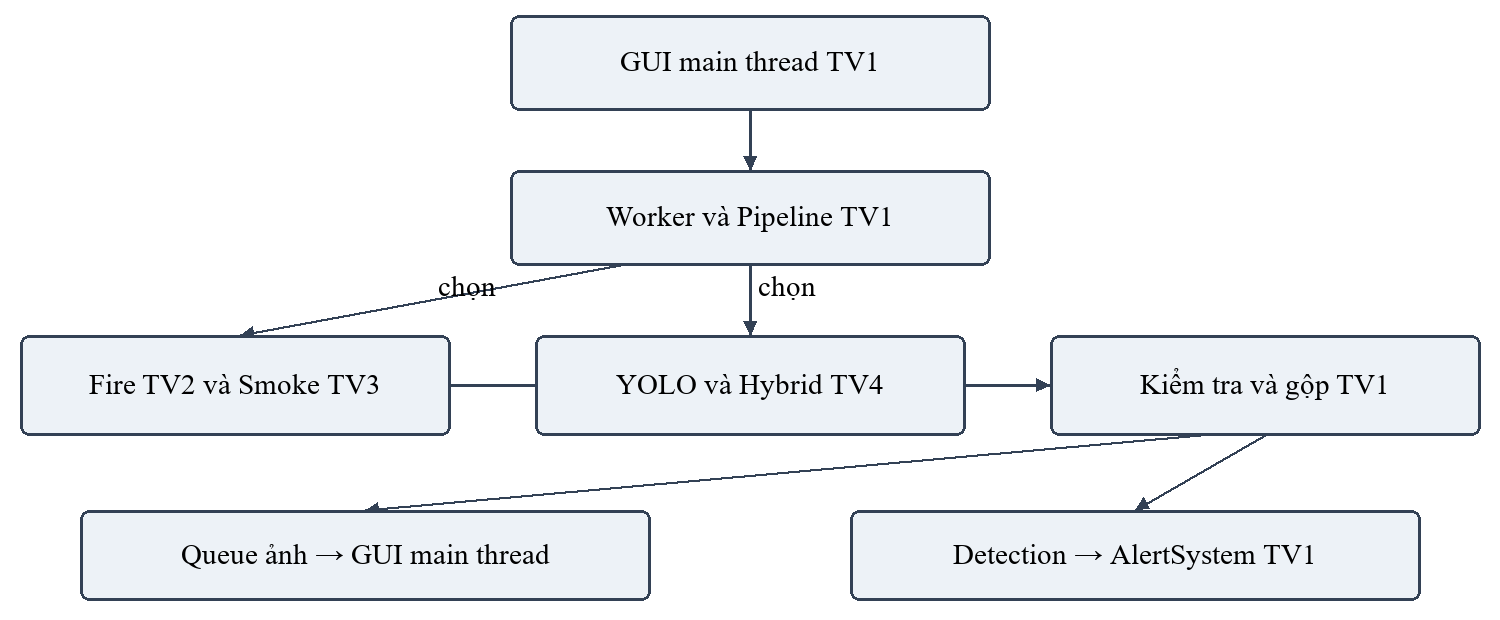 GUI main thread TV1
Worker và Pipeline TV1
chọn
chọn
Fire TV2 và Smoke TV3
YOLO và Hybrid TV4
Kiểm tra và gộp TV1
Queue ảnh → GUI main thread
Detection → AlertSystem TV1